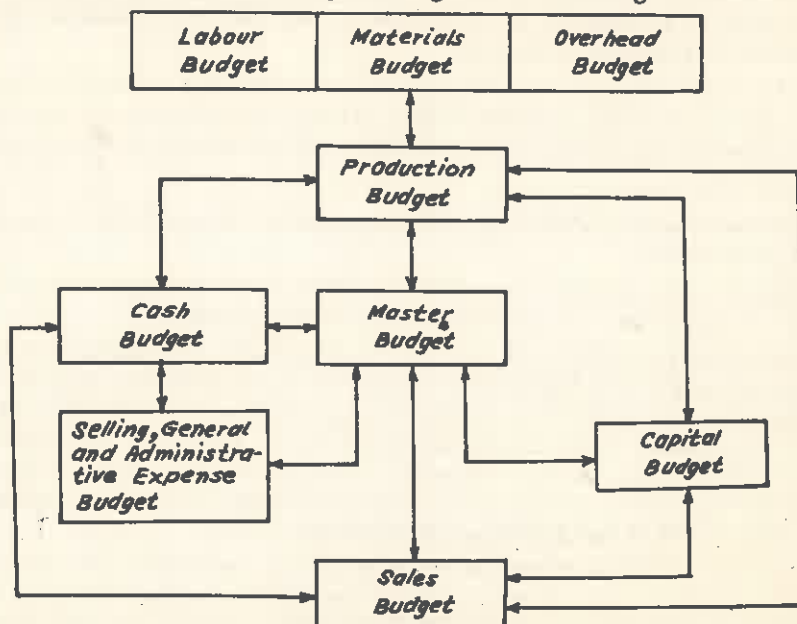 Labour
Budget
Materials
Budget
Overhead
Budget
Production
Budget
Cash
Budget
Master
Budget
Selling, General
and Administra-
tive Expense
Budget
Capital
Budget
Sales
Budget